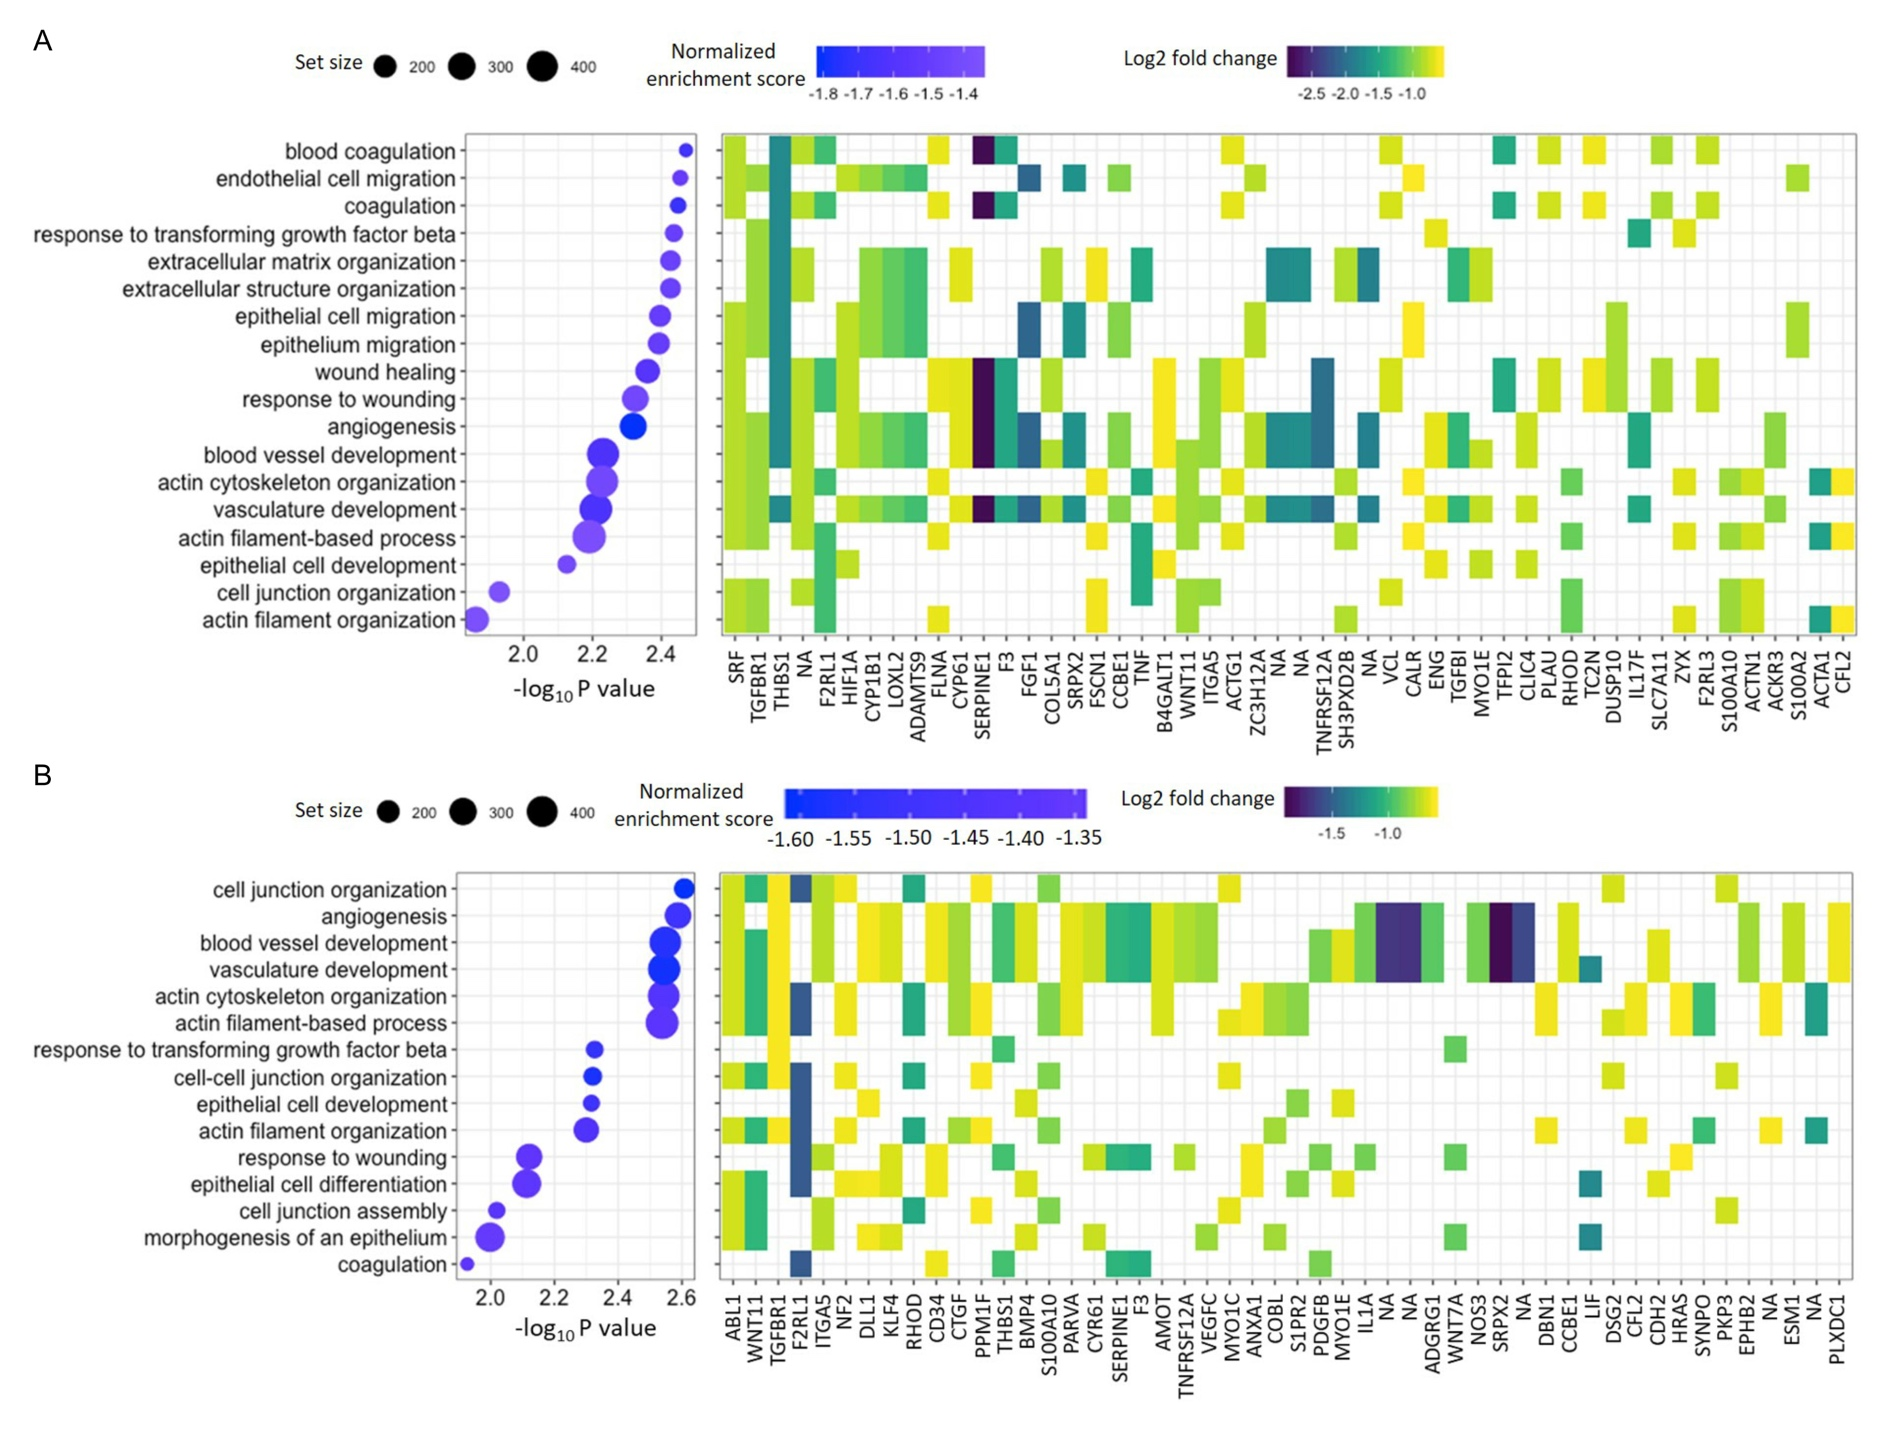 A
Set size 200 300 400
Normalized
enrichment score
-1.8 -1.7 -1.6 -1.5 -1.4
Log2 fold change
-2.5 -2.0 -1.5 -1.0
blood coagulation
endothelial cell migration
coagulation
response to transforming growth factor beta
extracellular matrix organization
extracellular structure organization
epithelial cell migration
epithelium migration
wound healing
response to wounding
angiogenesis
blood vessel development
actin cytoskeleton organization
vasculature development
actin filament-based process
epithelial cell development
cell junction organization
actin filament organization
2.0 2.2 2.4
-log10 P value
SRF
TGFBR1
THBS1
NA
F2RL1
HIF1A
CYP1B1
LOXL2
ADAMTS9
FLNA
CYP61
SERPINE1
F3
FGF1
COL5A1
SRPX2
FSCN1
CCBE1
TNF
B4GALT1
WNT11
ITGA5
ACTG1
ZC3H12A
NA
NA
TNFRSF12A
SH3PXD2B
NA
VCL
CALR
ENG
TGFBI
MYO1E
TFPI2
CLIC4
PLAU
RHOD
TC2N
DUSP10
IL17F
SLC7A11
ZYX
F2RL3
S100A10
ACTN1
ACKR3
S100A2
ACTA1
CFL2
B
Set size 200 300 400
Normalized
enrichment score
-1.60 -1.55 -1.50 -1.45 -1.40 -1.35
Log2 fold change
-1.5 -1.0
cell junction organization
angiogenesis
blood vessel development
vasculature development
actin cytoskeleton organization
actin filament-based process
response to transforming growth factor beta
cell-cell junction organization
epithelial cell development
actin filament organization
response to wounding
epithelial cell differentiation
cell junction assembly
morphogenesis of an epithelium
coagulation
2.0 2.2 2.4 2.6
-log10 P value
ABL1
WNT11
TGFBR1
F2RL1
ITGA5
NF2
DLL1
KLF4
RHOD
CD34
CTGF
PPM1F
THBS1
BMP4
S100A10
PARVA
CYR61
SERPINE1
F3
AMOT
TNFRSF12A
VEGFC
MYO1C
ANXA1
COBL
S1PR2
PDGFB
MYO1E
IL1A
NA
NA
ADGRG1
WNT7A
NOS3
SRPX2
NA
DBN1
CCBE1
LIF
DSG2
CFL2
CDH2
HRAS
SYNPO
PKP3
EPHB2
NA
ESM1
NA
PLXDC1